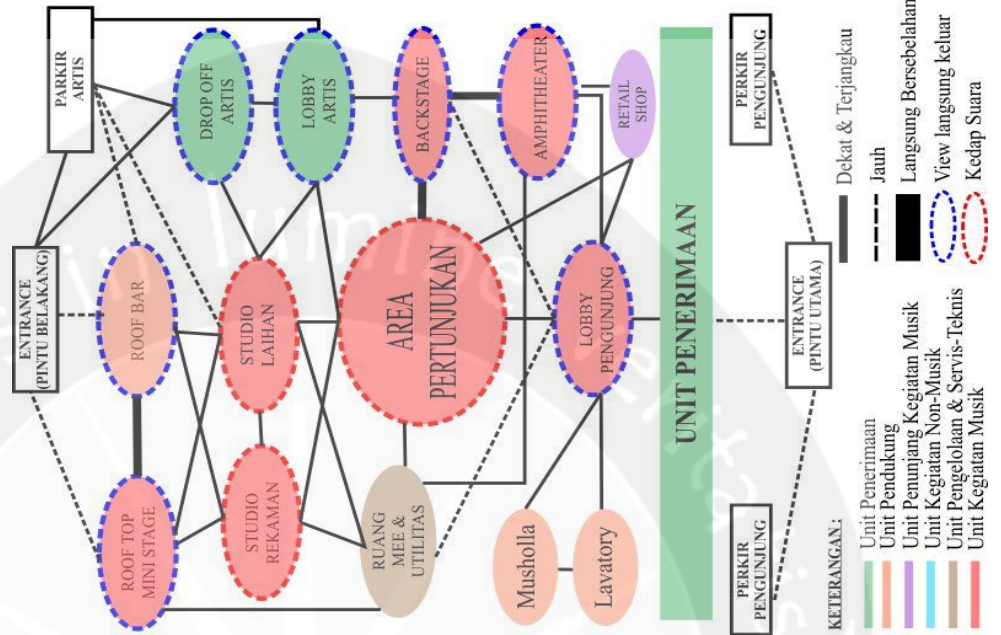 ENTRANCE
(PINTU BELAKANG)
PARKIR
ARTIS
ROOF TOP
MINI STAGE
ROOF BAR
DROP OFF
ARTIS
STUDIO
REKAMAN
STUDIO
LAIHAN
LOBBY
ARTIS
RUANG
MEE &
UTILITAS
AREA
PERTUNJUKAN
BACKSTAGE
Musholla
LOBBY
PENGUNJUNG
AMPHITHEATER
Lavatory
RETAIL
SHOP
UNIT PENERIMAAN
PERKIR
PENGUNJUNG
ENTRANCE
(PINTU UTAMA)
PERKIR
PENGUNJUNG
KETERANGAN :
Unit Penerimaan
Unit Pendukung
Unit Penunjang Kegiatan Musik
Unit Kegiatan Non-Musik
Unit Pengelolaan & Servis-Teknis
Unit Kegiatan Musik
Dekat & Terjangkau
Jauh
Langsung Bersebelahan
View langsung keluar
Kedap Suara